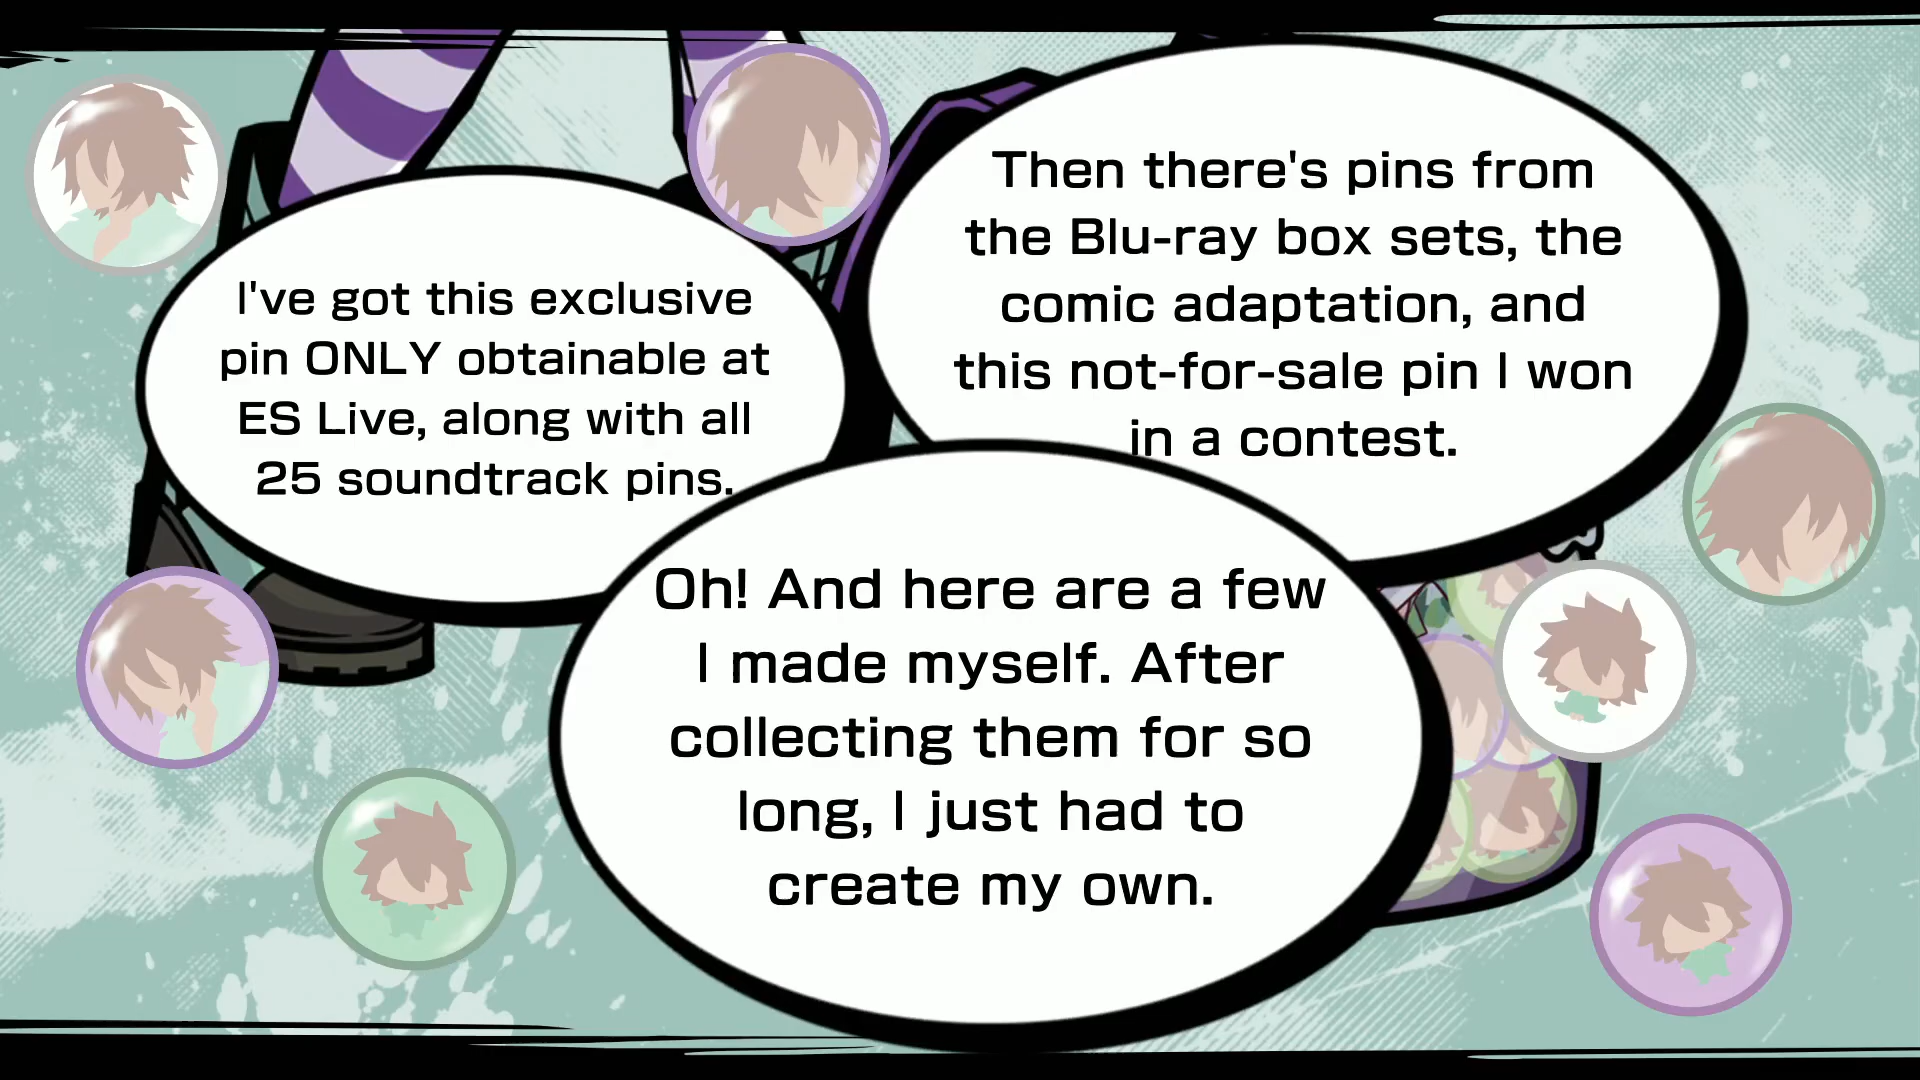 I've got this exclusive
pin ONLY obtainable at
ES Live, along with all
25 soundtrack pins.
Then there's pins from
the Blu-ray box sets, the
comic adaptation, and
this not-for-sale pin I won
in a contest.
Oh! And here are a few
I made myself. After
collecting them for so
long, I just had to
create my own.